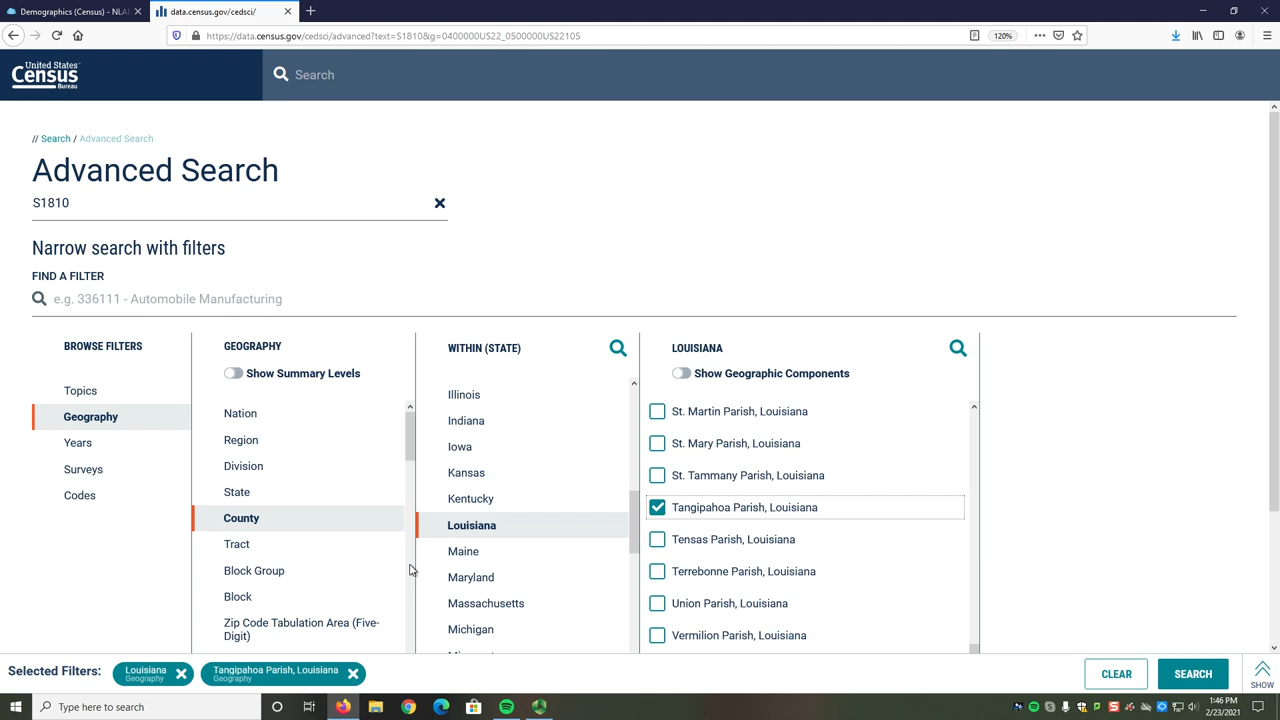 Demographics (Census) - NLA
data.census.gov/cedsci/
https://data.census.gov/cedsci/advanced?text=S1810&g=0400000US22_0500000US22105
120%
United States
Census
Bureau
Search
// Search / Advanced Search
Advanced Search
S1810
Narrow search with filters
FIND A FILTER
e.g. 336111 - Automobile Manufacturing
BROWSE FILTERS
Topics
Geography
Years
Surveys
Codes
GEOGRAPHY
Show Summary Levels
Nation
Region
Division
State
County
Tract
Block Group
Block
Zip Code Tabulation Area (Five-
Digit)
WITHIN (STATE)
Illinois
Indiana
Iowa
Kansas
Kentucky
Louisiana
Maine
Maryland
Massachusetts
Michigan
LOUISIANA
Show Geographic Components
St. Martin Parish, Louisiana
St. Mary Parish, Louisiana
St. Tammany Parish, Louisiana
Tangipahoa Parish, Louisiana
Tensas Parish, Louisiana
Terrebonne Parish, Louisiana
Union Parish, Louisiana
Vermilion Parish, Louisiana
Selected Filters:
Louisiana
Geography
Tangipahoa Parish, Louisiana
Geography
CLEAR
SEARCH
SHOW
Type here to search
1:46 PM
2/23/2021